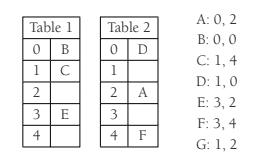 Table 1 Table 2
0 B 0 D
1 C 1
2 2 A
3 E 3
4 4 F
A: 0, 2
B: 0, 0
C: 1, 4
D: 1, 0
E: 3, 2
F: 3, 4
G: 1, 2